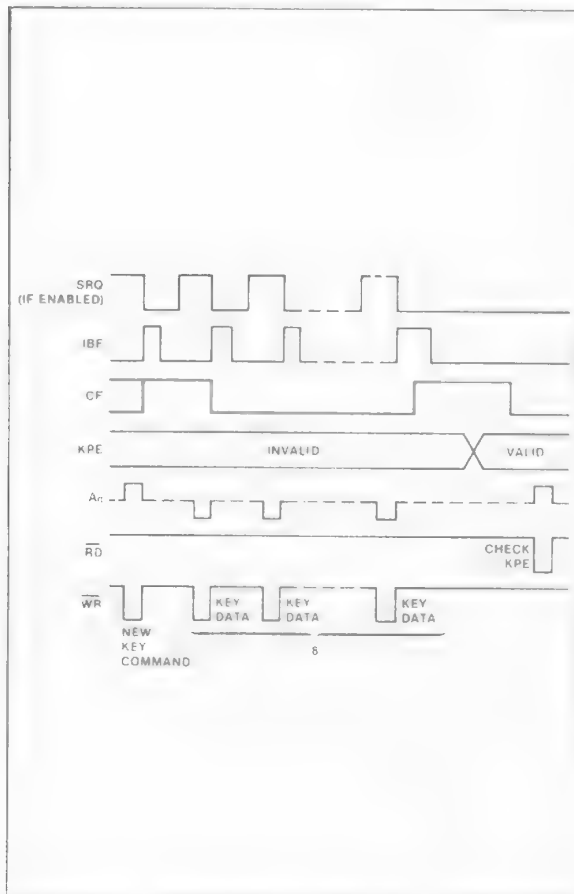 SRQ
(IF ENABLED)
IBF
CF
KPE
INVALID
VALID
A0
RD
CHECK
KPE
WR
KEY
DATA
KEY
DATA
KEY
DATA
NEW
KEY
COMMAND
8